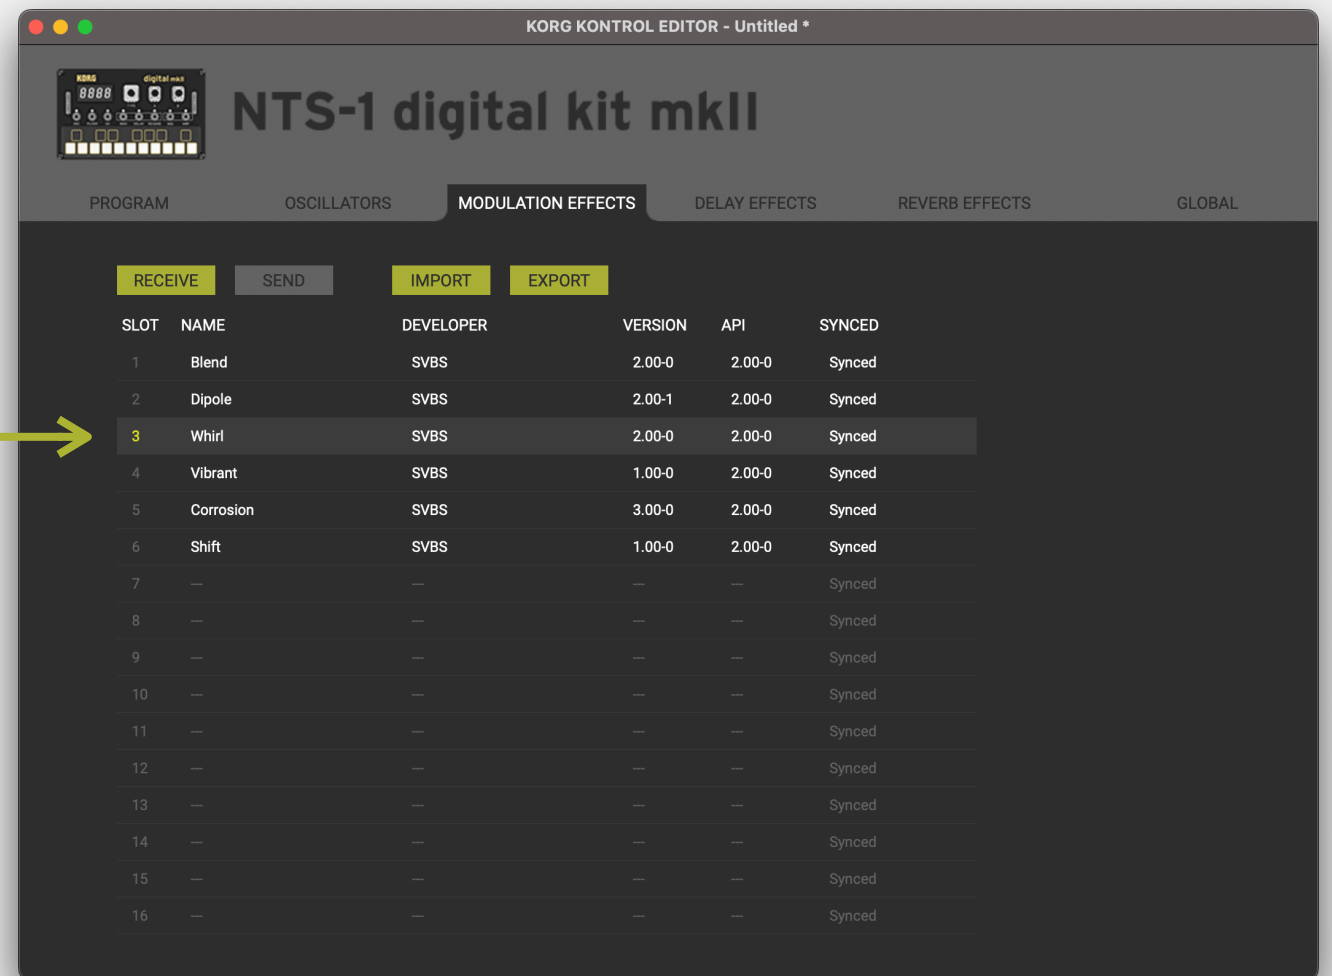 KORG KONTROL EDITOR - Untitled *
KORG digital mkII
8888
NTS-1 digital kit mkII
PROGRAM OSCILLATORS MODULATION EFFECTS DELAY EFFECTS REVERB EFFECTS GLOBAL
RECEIVE SEND IMPORT EXPORT
SLOT NAME DEVELOPER VERSION API SYNCED
1 Blend SVBS 2.00-0 2.00-0 Synced
2 Dipole SVBS 2.00-1 2.00-0 Synced
3 Whirl SVBS 2.00-0 2.00-0 Synced
4 Vibrant SVBS 1.00-0 2.00-0 Synced
5 Corrosion SVBS 3.00-0 2.00-0 Synced
6 Shift SVBS 1.00-0 2.00-0 Synced
7 --- --- --- --- Synced
8 --- --- --- --- Synced
9 --- --- --- --- Synced
10 --- --- --- --- Synced
11 --- --- --- --- Synced
12 --- --- --- --- Synced
13 --- --- --- --- Synced
14 --- --- --- --- Synced
15 --- --- --- --- Synced
16 --- --- --- --- Synced